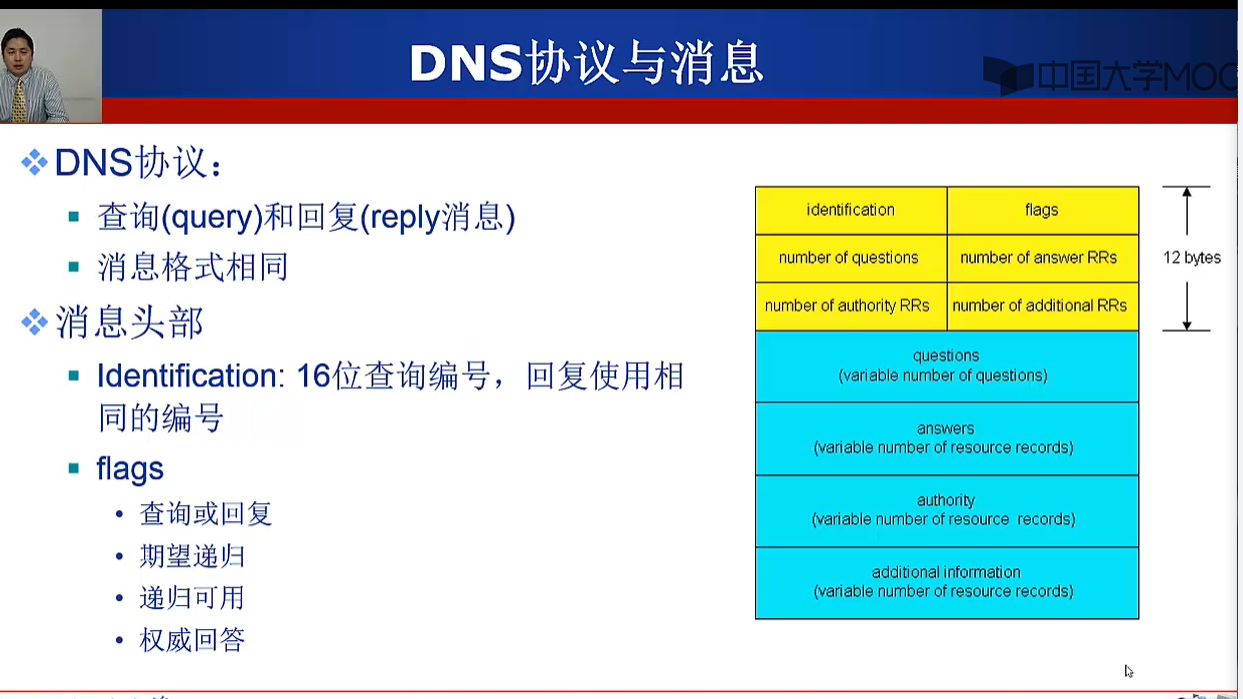 DNS协议与消息
中国大学MOC
DNS协议：
查询(query)和回复(reply消息)
消息格式相同
消息头部
Identification: 16位查询编号，回复使用相
同的编号
flags
查询或回复
期望递归
递归可用
权威回答
identification
flags
number of questions
number of answer RRs
number of authority RRs
number of additional RRs
12 bytes
questions
(variable number of questions)
answers
(variable number of resource records)
authority
(variable number of resource records)
additional information
(variable number of resource records)